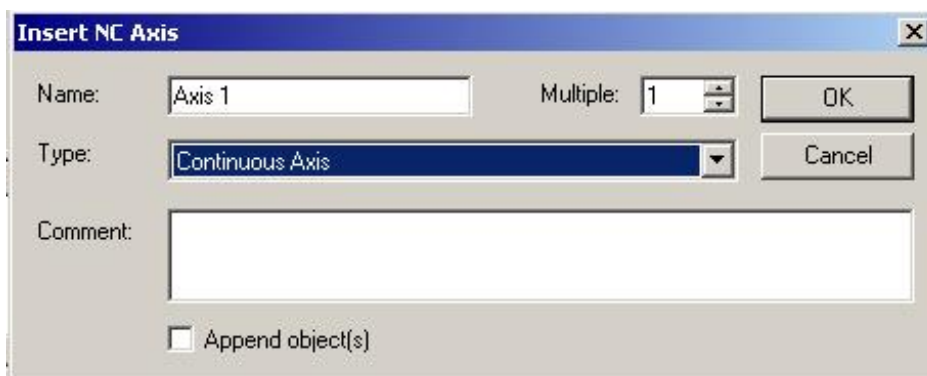 Insert NC Axis
Name: Axis 1 Multiple: 1 OK
Type: Continuous Axis Cancel
Comment:
Append object(s)